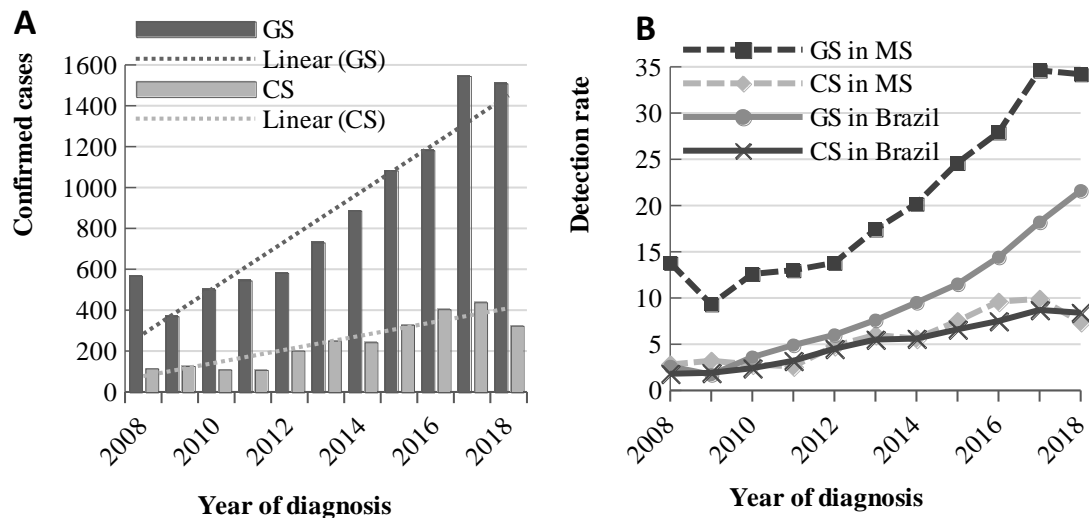 A
GS
Linear (GS)
CS
Linear (CS)
Confirmed cases
1600
1400
1200
1000
800
600
400
200
0
2008
2010
2012
2014
2016
2018
Year of diagnosis
B
GS in MS
CS in MS
GS in Brazil
CS in Brazil
Detection rate
35
30
25
20
15
10
5
0
2008
2010
2012
2014
2016
2018
Year of diagnosis